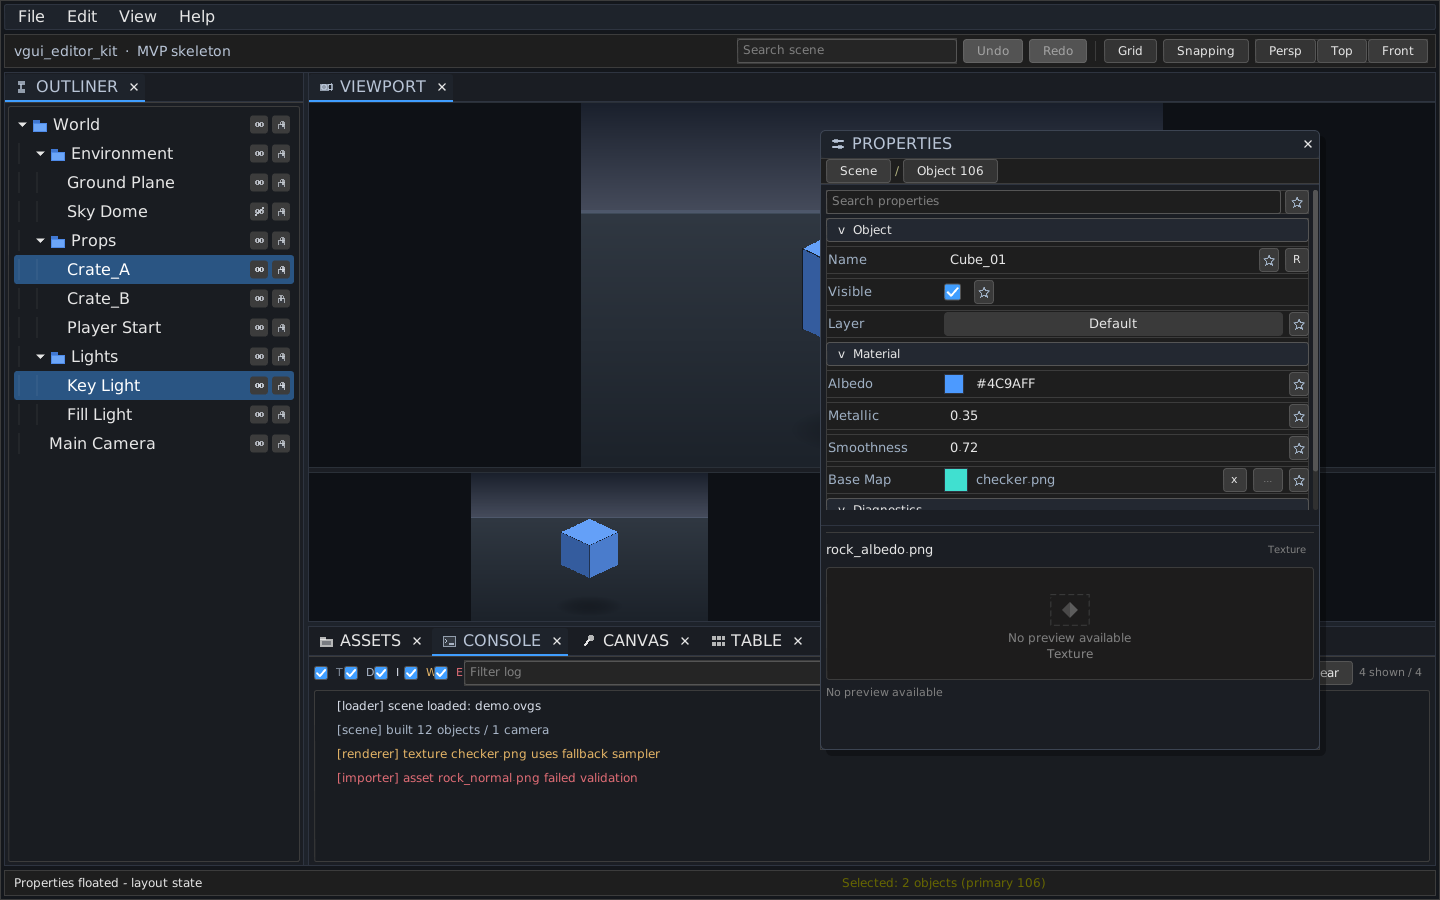 File Edit View Help
vgui_editor_kit · MVP skeleton
Search scene
Undo Redo Grid Snapping Persp Top Front
OUTLINER
VIEWPORT
World
Environment
Ground Plane
Sky Dome
Props
Crate_A
Crate_B
Player Start
Lights
Key Light
Fill Light
Main Camera
PROPERTIES
Scene / Object 106
Search properties
v Object
Name Cube_01 R
Visible
Layer Default
v Material
Albedo #4C9AFF
Metallic 0.35
Smoothness 0.72
Base Map checker.png x ...
v Diagnostics
rock_albedo.png Texture
No preview available
Texture
No preview available
ASSETS CONSOLE CANVAS TABLE
T D I W E Filter log ear 4 shown / 4
[loader] scene loaded: demo.ovgs
[scene] built 12 objects / 1 camera
[renderer] texture checker.png uses fallback sampler
[importer] asset rock_normal.png failed validation
Properties floated - layout state
Selected: 2 objects (primary 106)